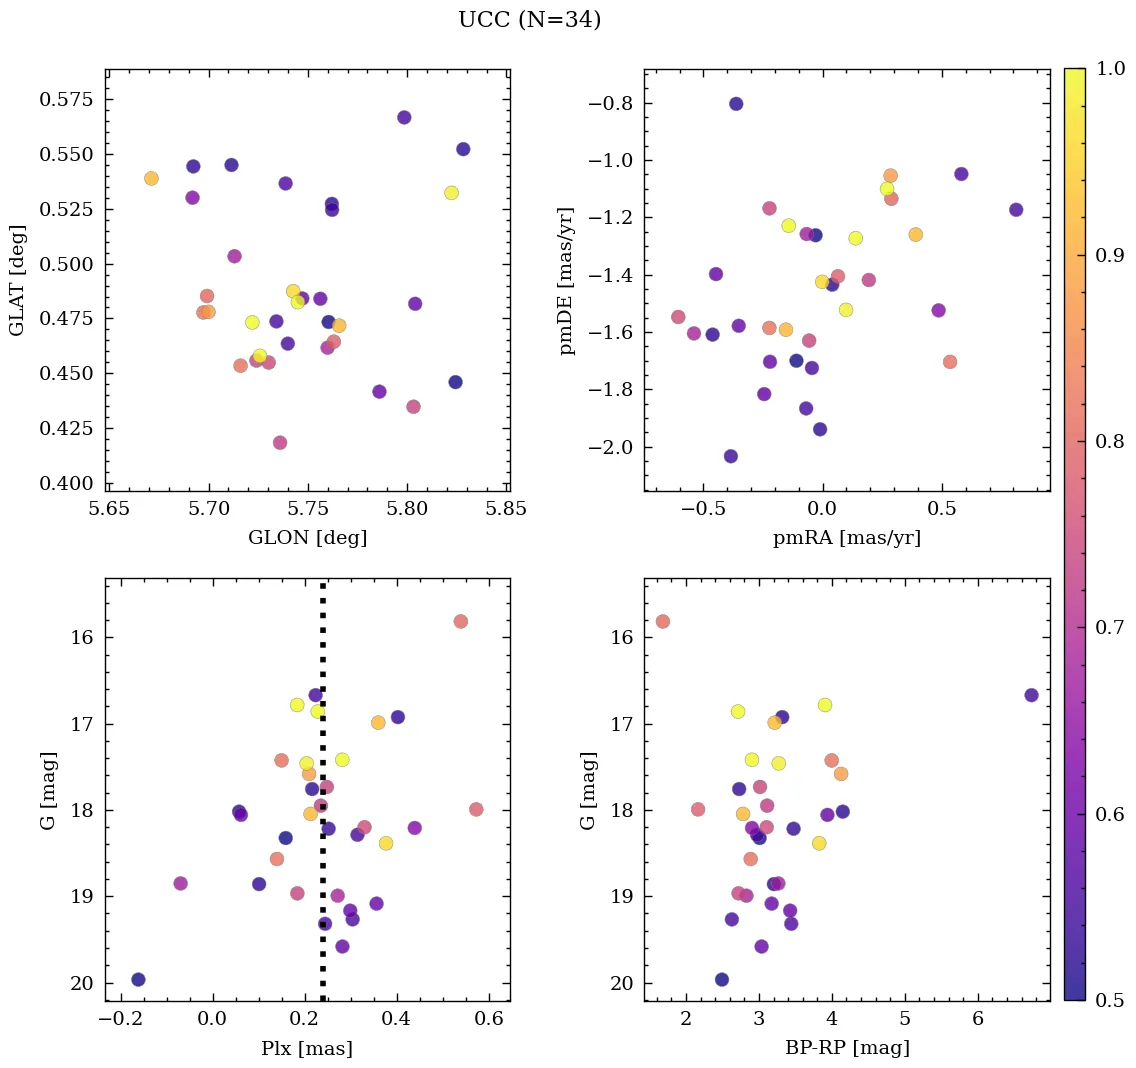 UCC (N=34)
0.575
0.550
0.525
0.500
0.475
0.450
0.425
0.400
GLAT [deg]
5.65 5.70 5.75 5.80 5.85
GLON [deg]
−0.8
−1.0
−1.2
−1.4
−1.6
−1.8
−2.0
pmDE [mas/yr]
−0.5 0.0 0.5
pmRA [mas/yr]
16
17
18
19
20
G [mag]
−0.2 0.0 0.2 0.4 0.6
Plx [mas]
16
17
18
19
20
G [mag]
2 3 4 5 6
BP-RP [mag]
1.0
0.9
0.8
0.7
0.6
0.5